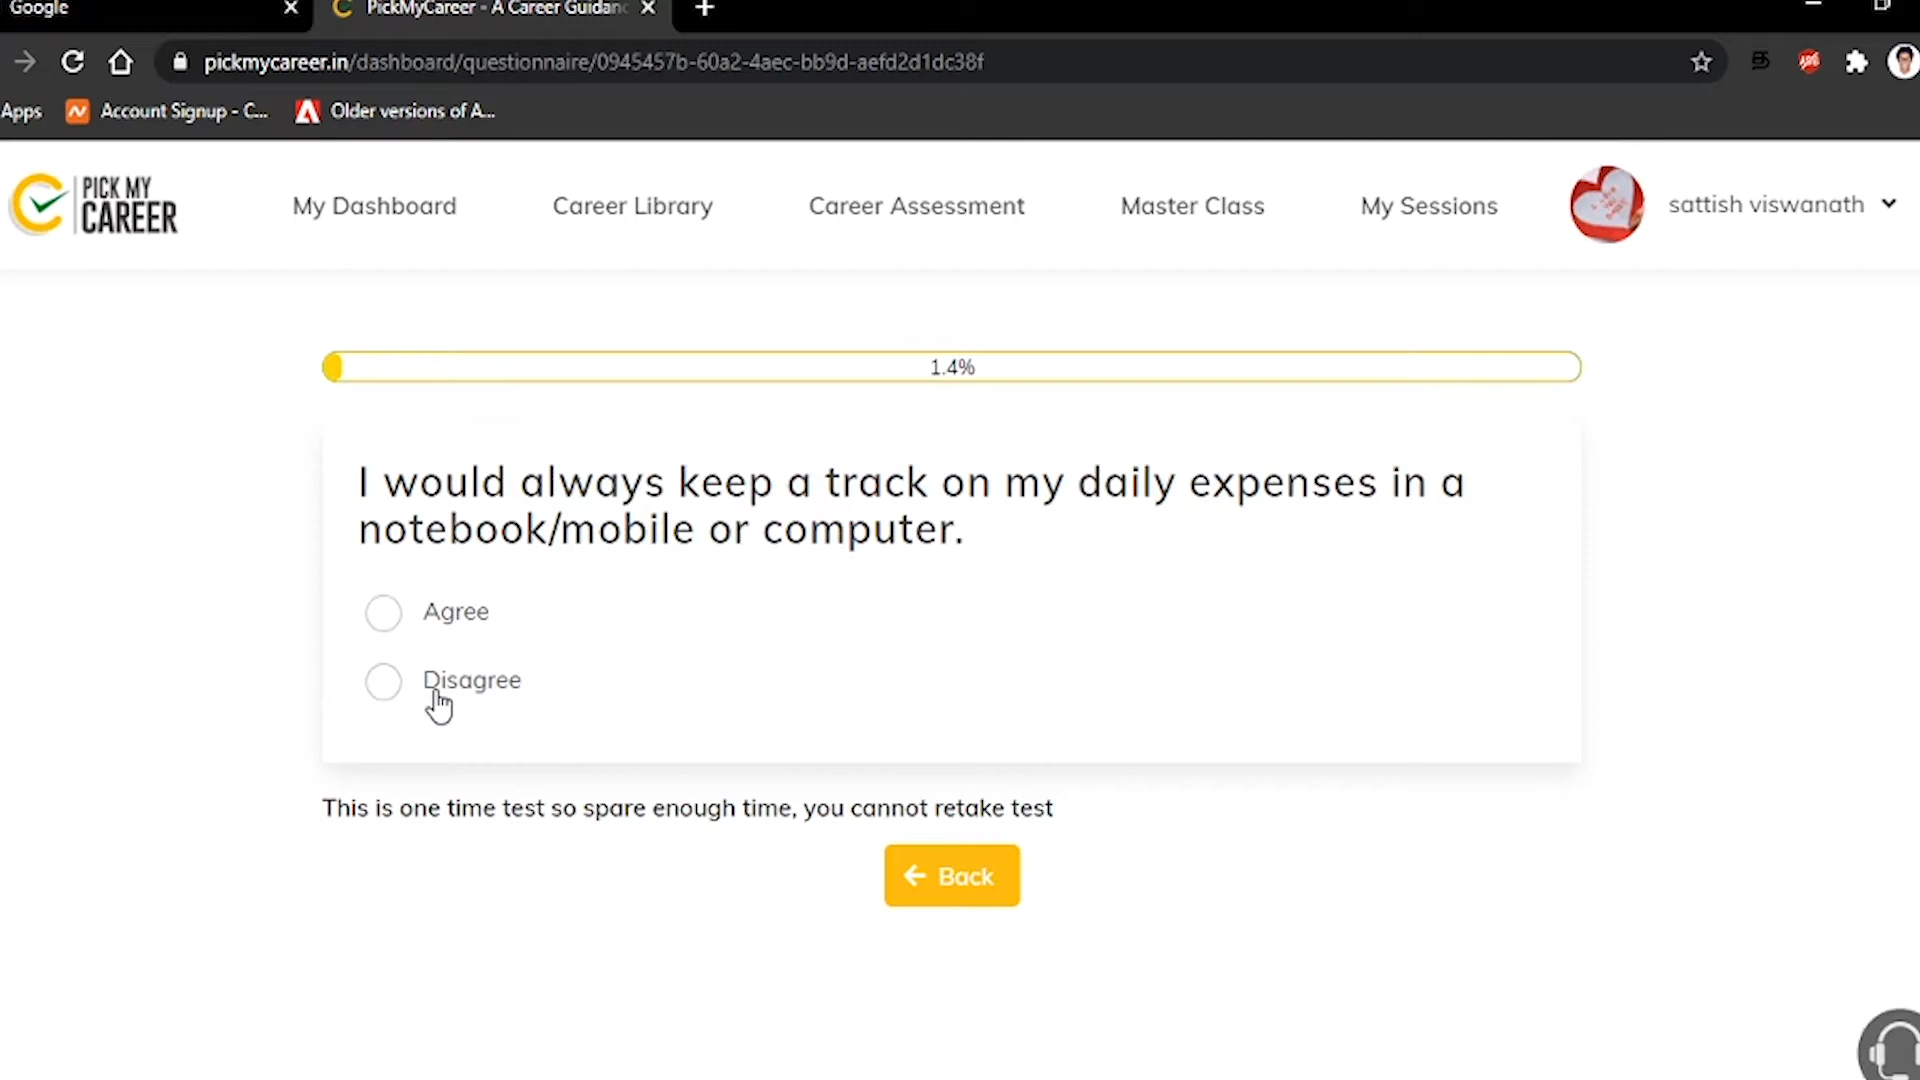 Google
PickMyCareer - A Career Guidanc
pickmycareer.in/dashboard/questionnaire/0945457b-60a2-4aec-bb9d-aefd2d1dc38f
Apps
Account Signup - C...
Older versions of A...
PICK MY
CAREER
My Dashboard
Career Library
Career Assessment
Master Class
My Sessions
sattish viswanath
1.4%
I would always keep a track on my daily expenses in a
notebook/mobile or computer.
Agree
Disagree
This is one time test so spare enough time, you cannot retake test
Back